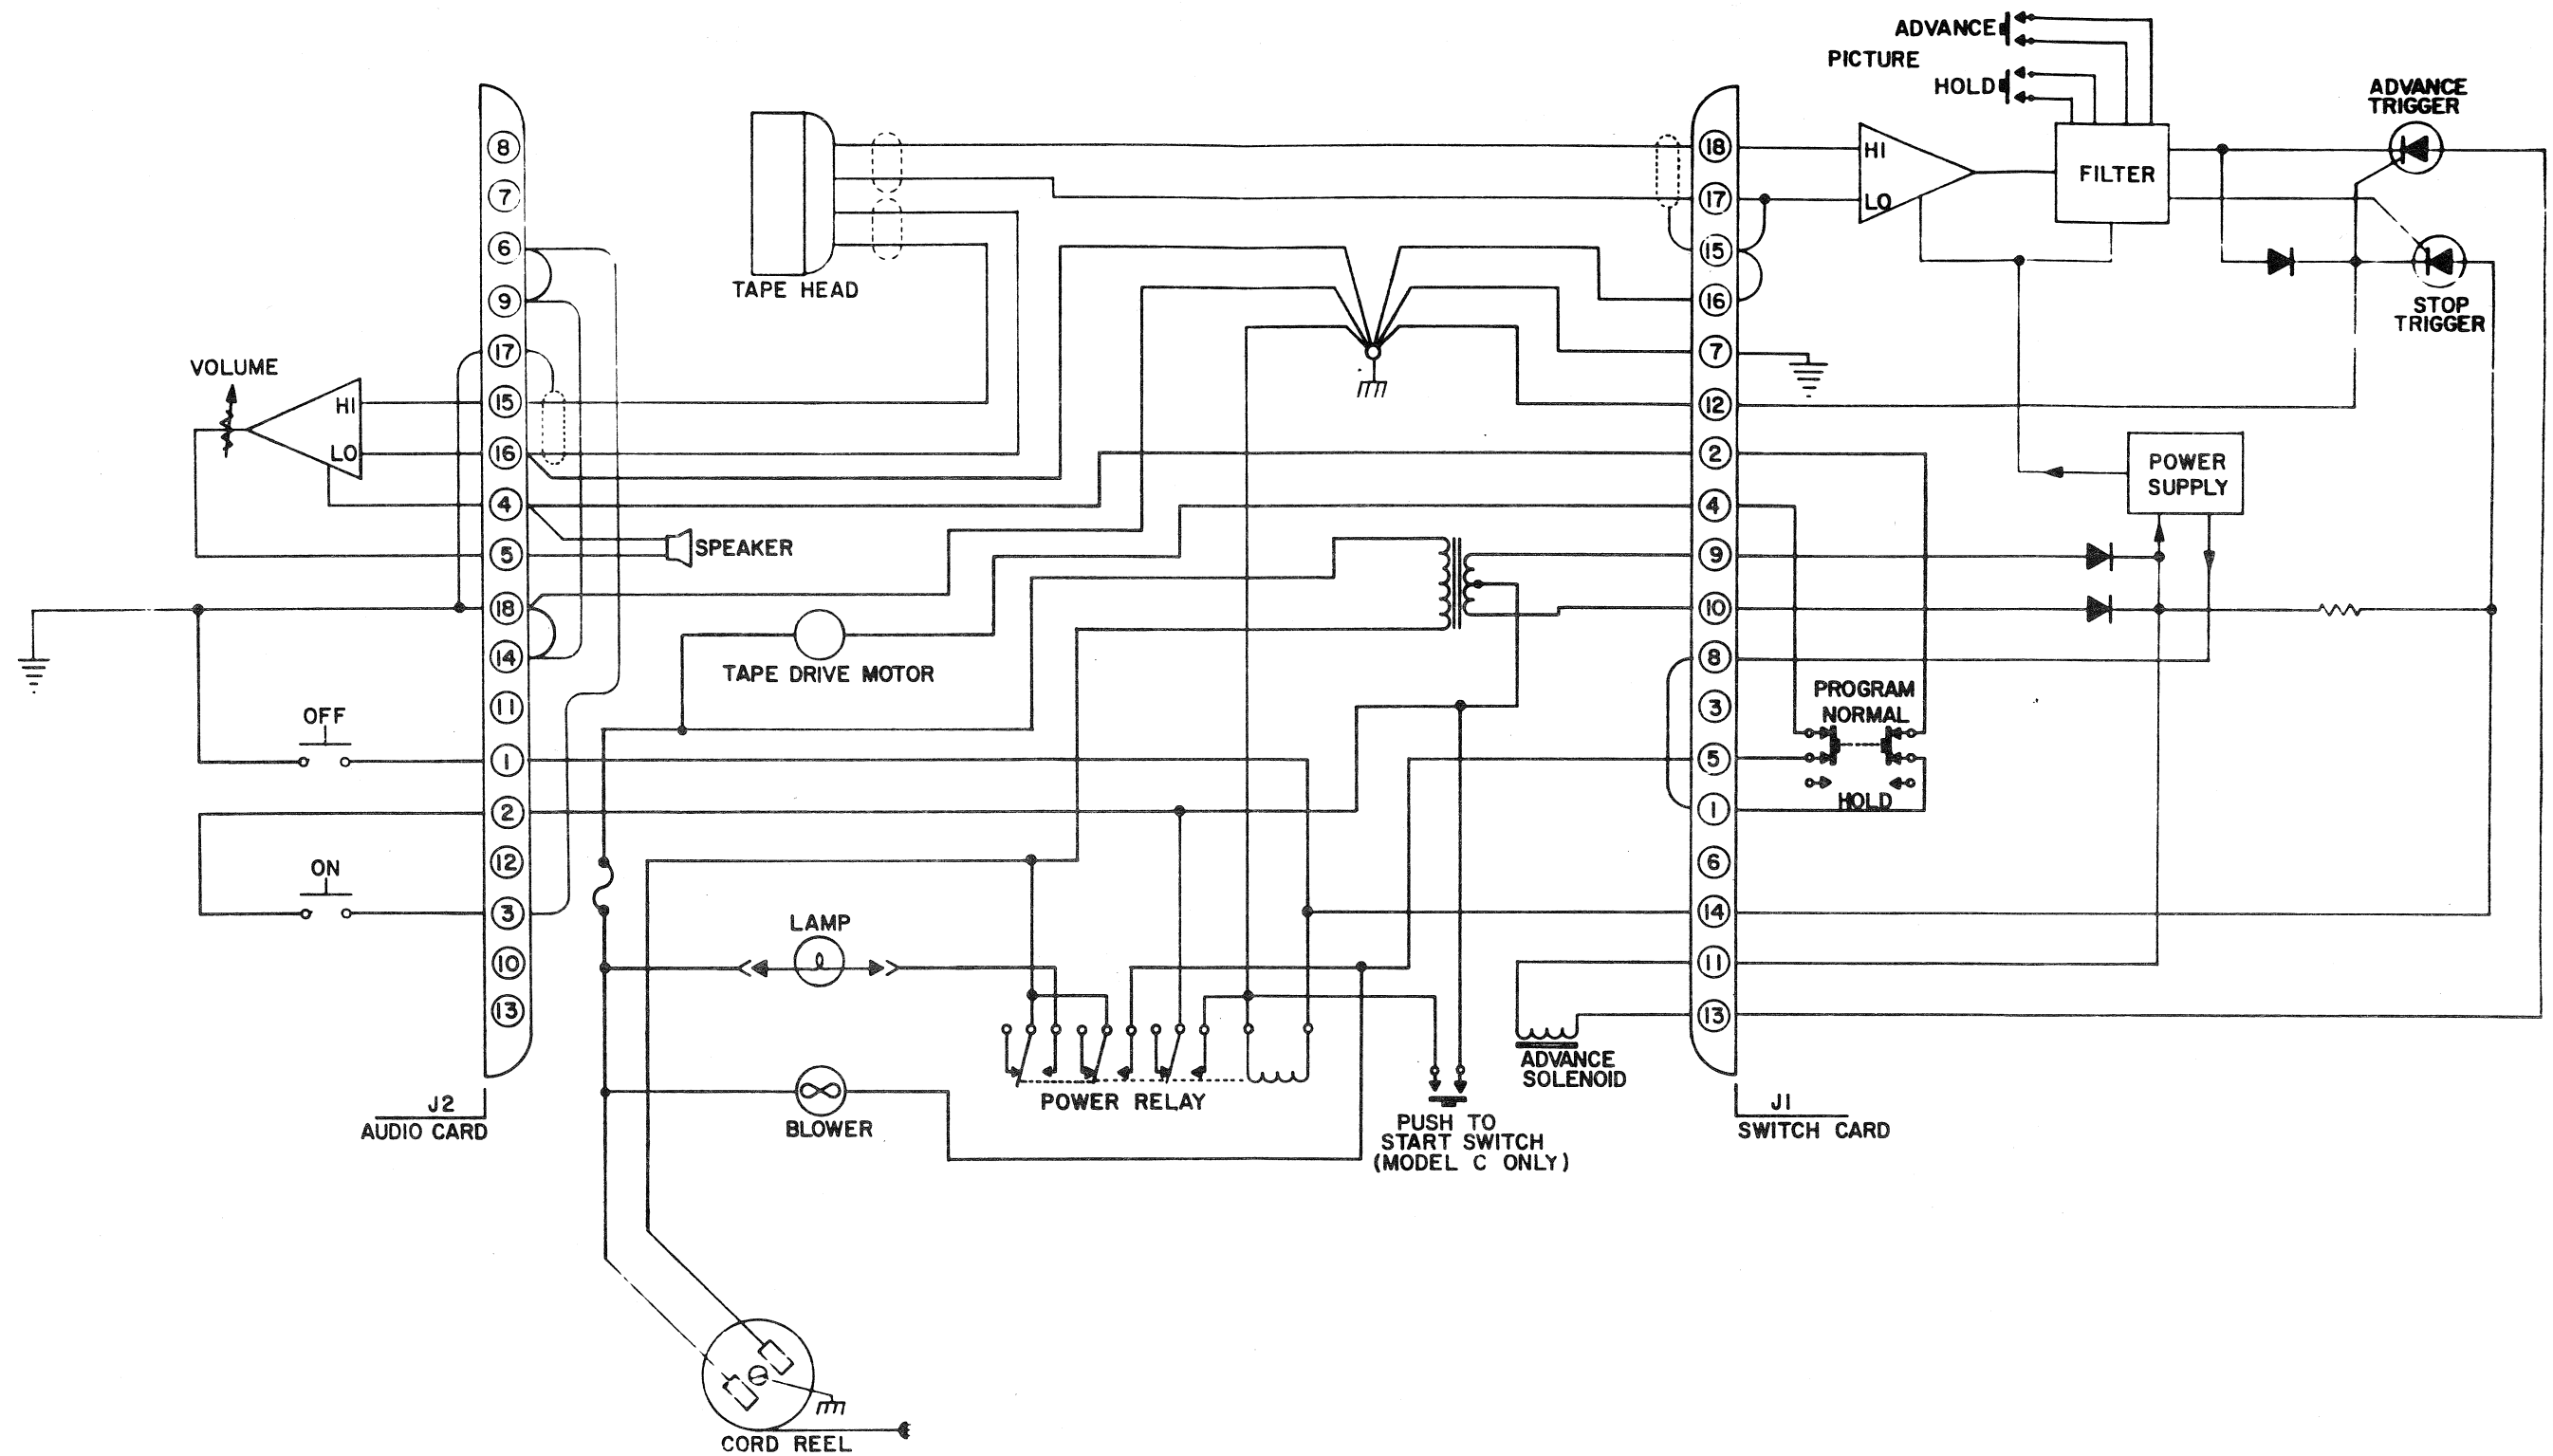 ADVANCE
PICTURE
HOLD
ADVANCE
TRIGGER
8
7
6
9
17
15
16
4
5
18
14
11
1
2
12
3
10
13
TAPE HEAD
VOLUME
HI
LO
SPEAKER
TAPE DRIVE MOTOR
OFF
ON
LAMP
BLOWER
POWER RELAY
J2
AUDIO CARD
CORD REEL
PUSH TO
START SWITCH
(MODEL C ONLY)
ADVANCE
SOLENOID
18
17
15
16
7
12
2
4
9
10
8
3
5
1
6
14
11
13
J1
SWITCH CARD
HI
LO
FILTER
STOP
TRIGGER
POWER
SUPPLY
PROGRAM
NORMAL
HOLD